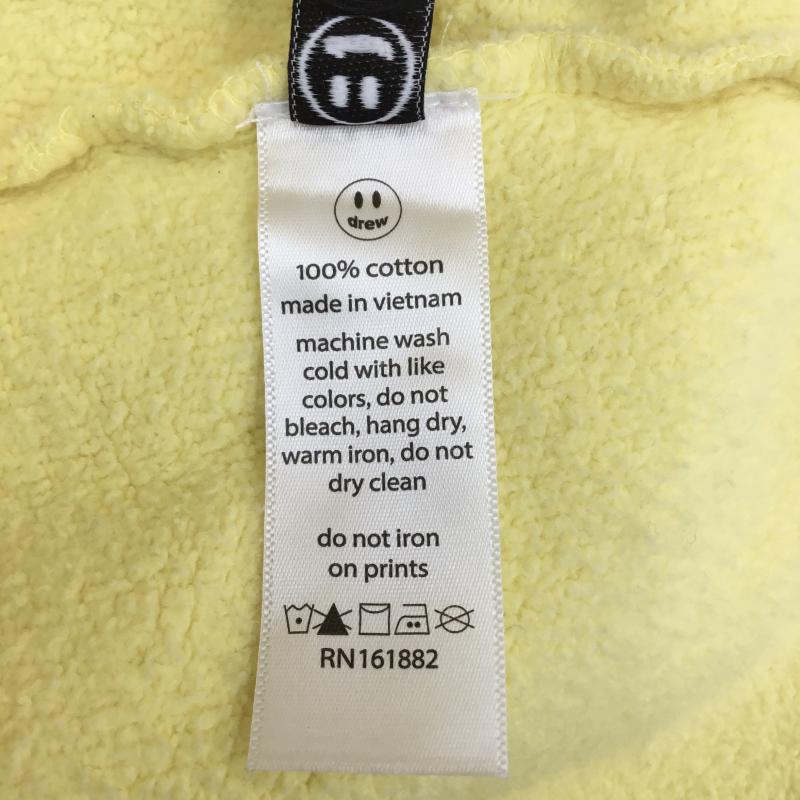 drew
100% cotton
made in vietnam
machine wash
cold with like
colors, do not
bleach, hang dry,
warm iron, do not
dry clean
do not iron
on prints
RN161882